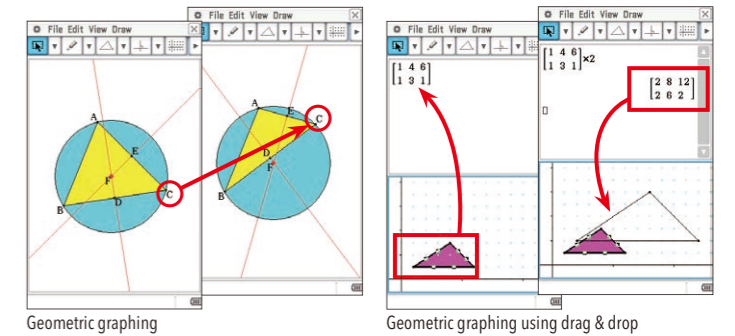 File Edit View Draw
File Edit View Draw
A
E
F
B
D
C
A
E
C
D
F
B
Geometric graphing
File Edit View Draw
[1 4 6
1 3 1]
File Edit View Draw
[1 4 6
1 3 1]×2
[2 8 12
2 6 2]
Geometric graphing using drag & drop